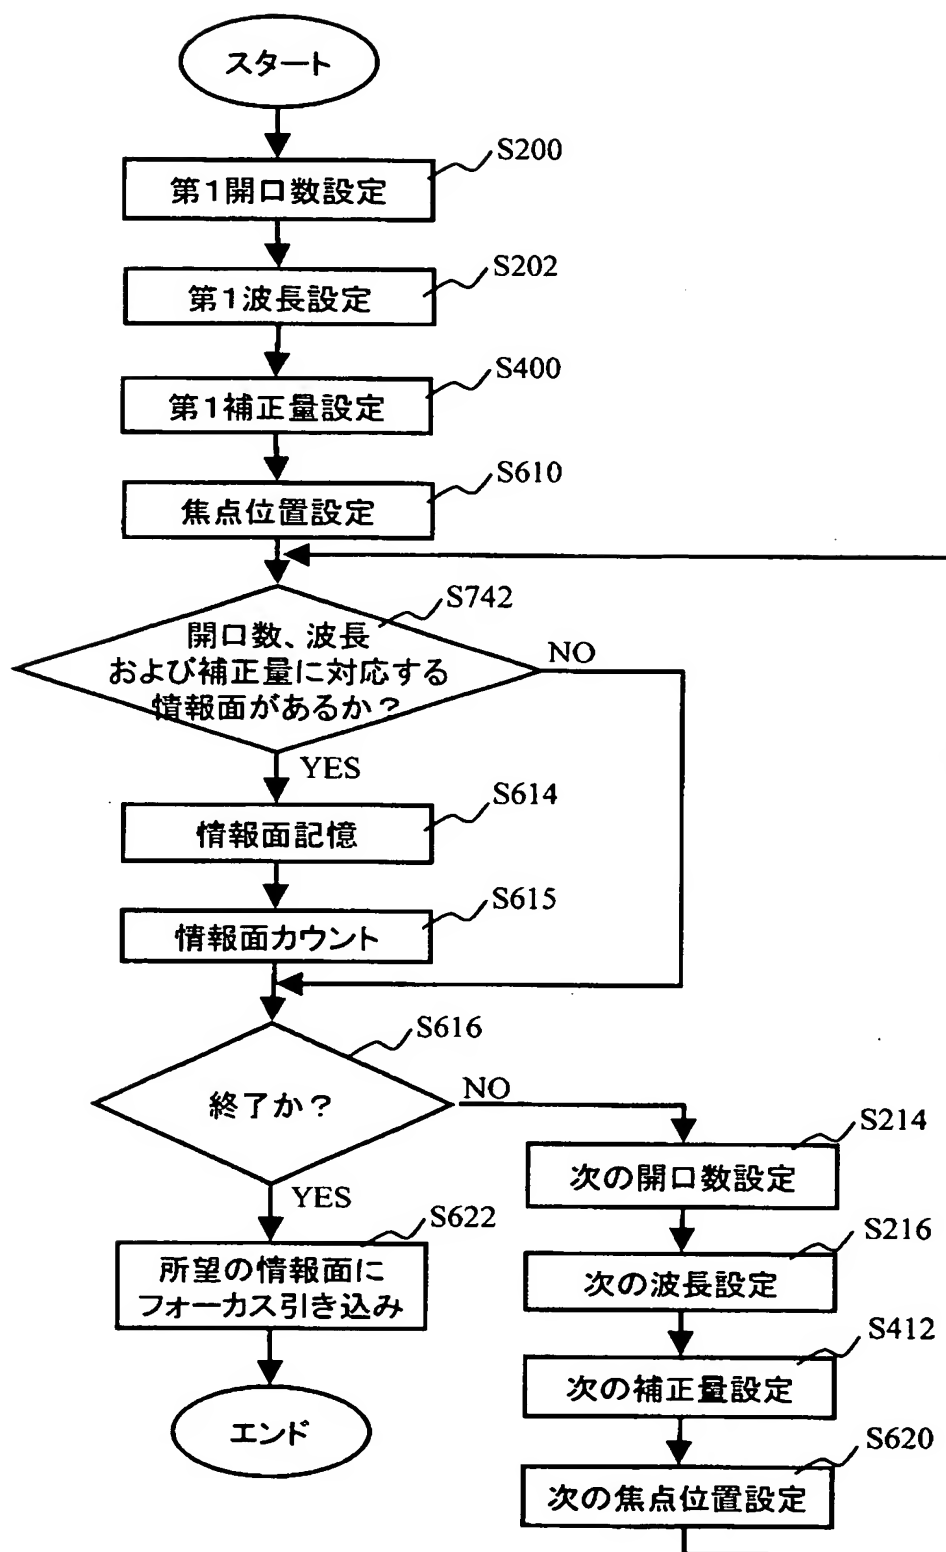 スタート
S200
第1開口数設定
S202
第1波長設定
S400
第1補正量設定
S610
焦点位置設定
S742
開口数、波長
および補正量に対応する
情報面があるか?
NO
YES
S614
情報面記憶
S615
情報面カウント
S616
終了か?
NO
YES
S214
次の開口数設定
S622
所望の情報面に
フォーカス引き込み
S216
次の波長設定
S412
次の補正量設定
エンド
S620
次の焦点位置設定